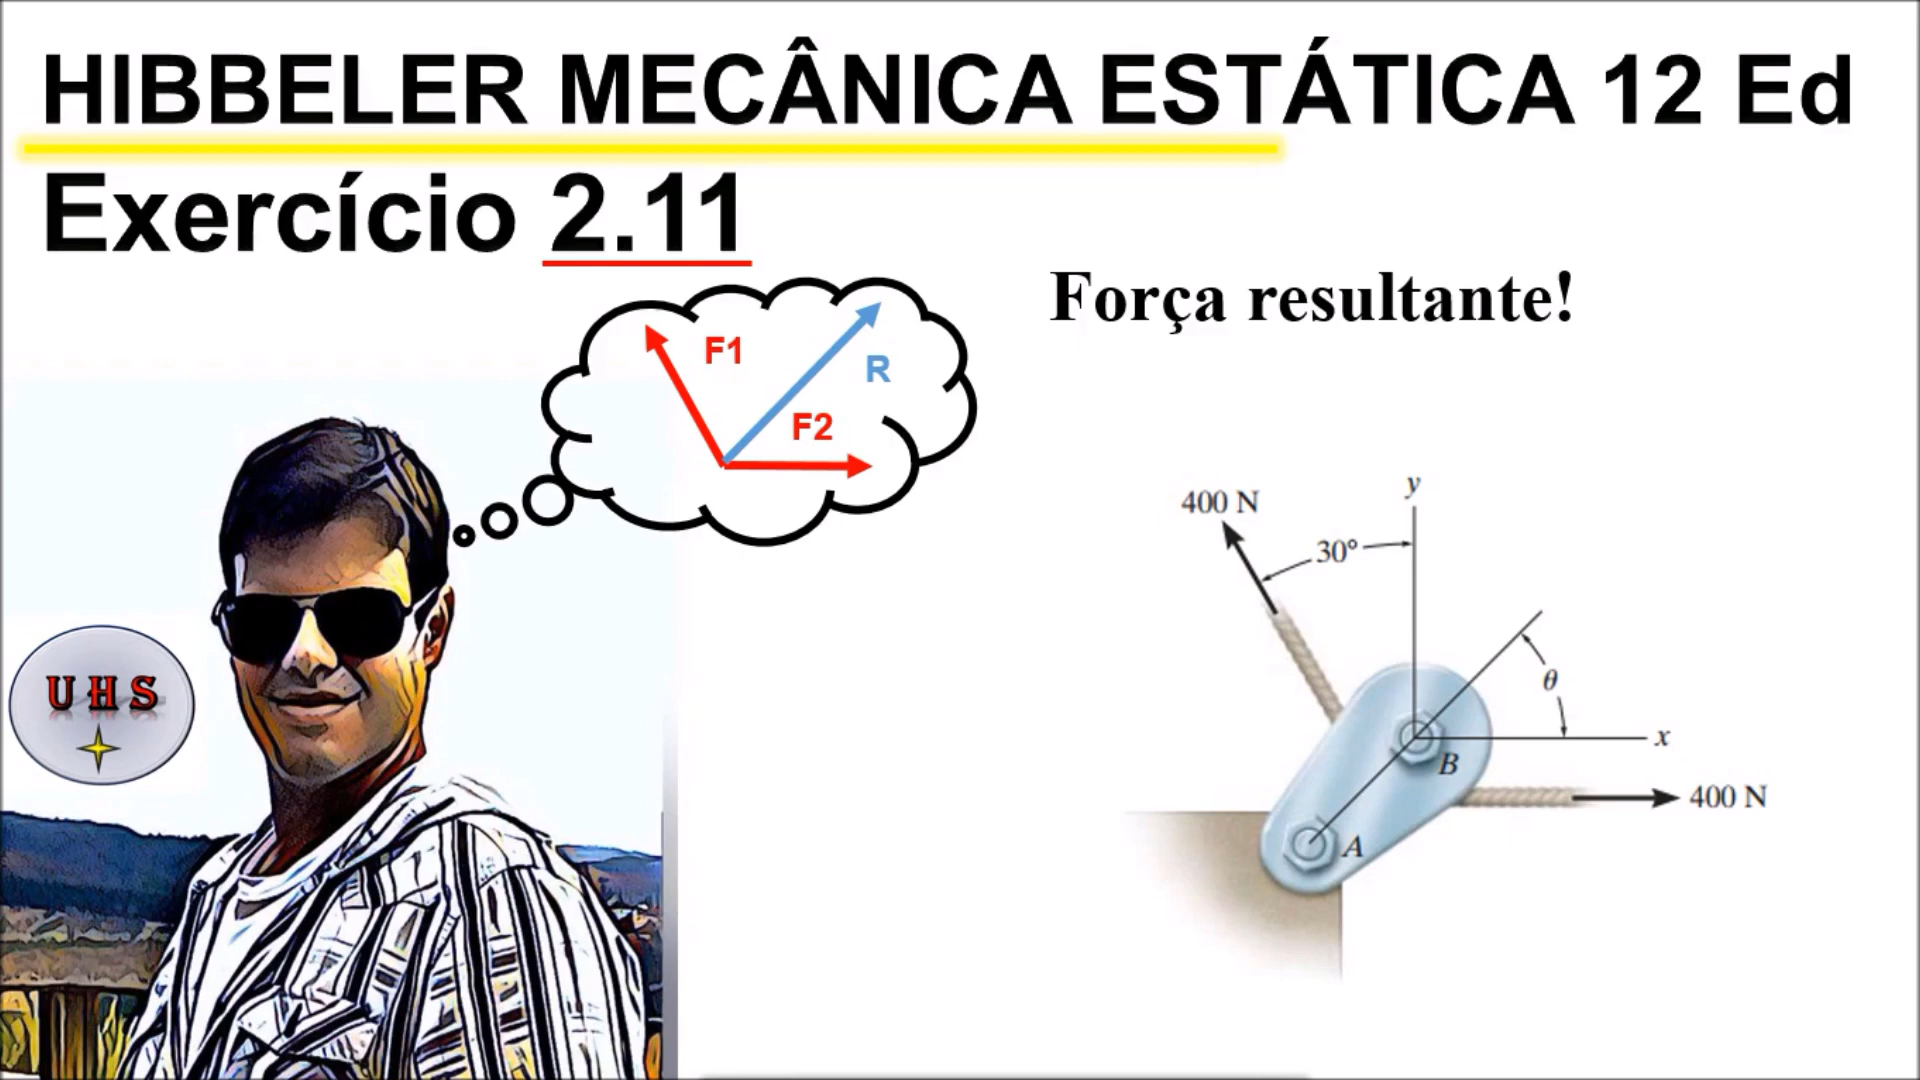 HIBBELER MECÂNICA ESTÁTICA 12 Ed
Exercício 2.11
Força resultante!
F1
R
F2
UHS
400 N
y
30°
θ
x
B
400 N
A